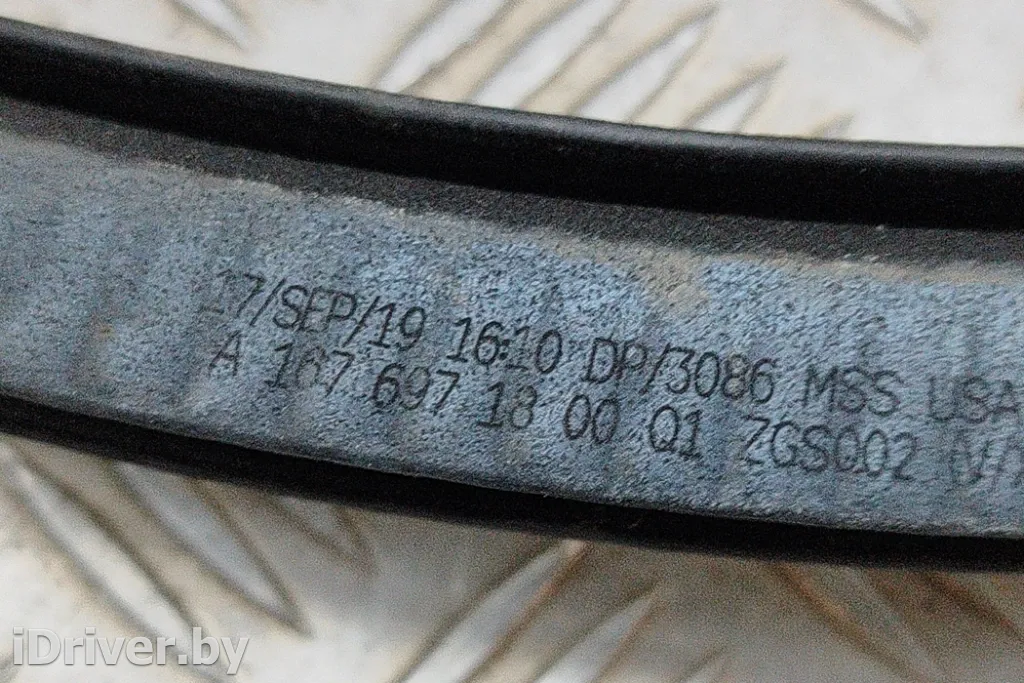 17/SEP/19 16:10 DP/3086 MSS USA
A 167 697 18 00 Q1 ZGS002
iDriver.by